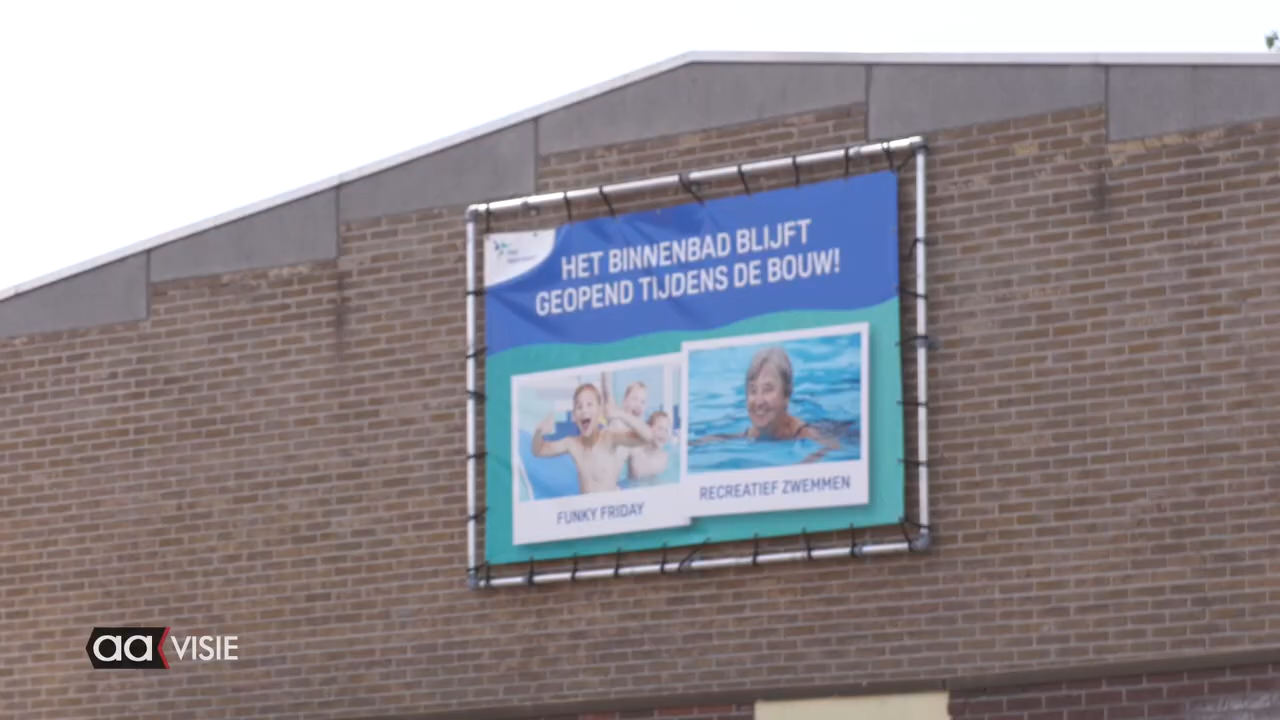 HET BINNENBAD BLIJFT
GEOPEND TIJDENS DE BOUW!
FUNKY FRIDAY
RECREATIEF ZWEMMEN
aa VISIE